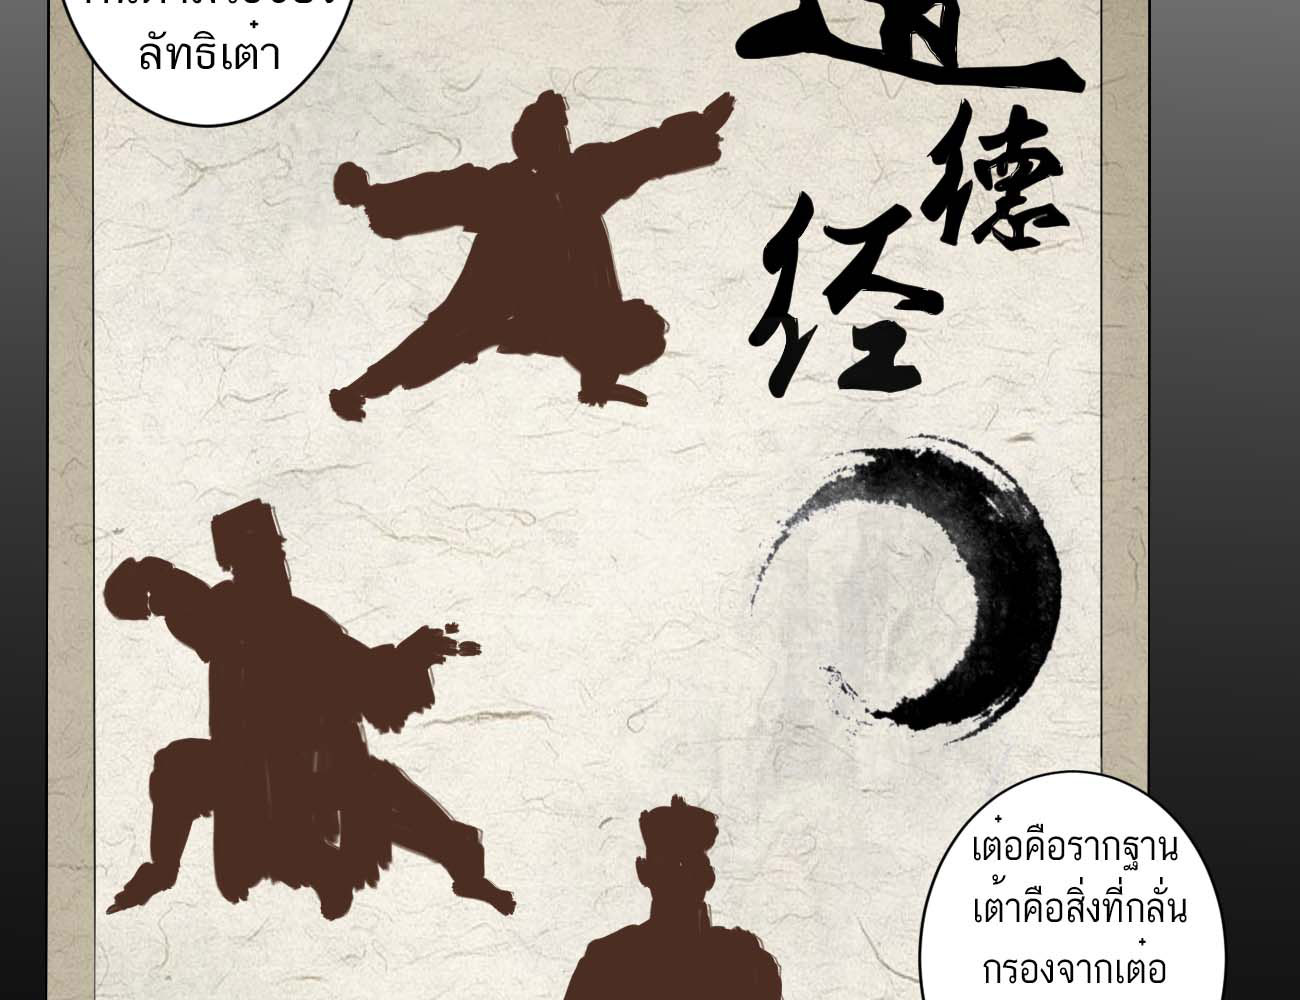 ลัทธิเต๋า
道
德
经
เต๋อคือรากฐาน
เต้าคือสิ่งที่กลั่น
กรองจากเต๋อ